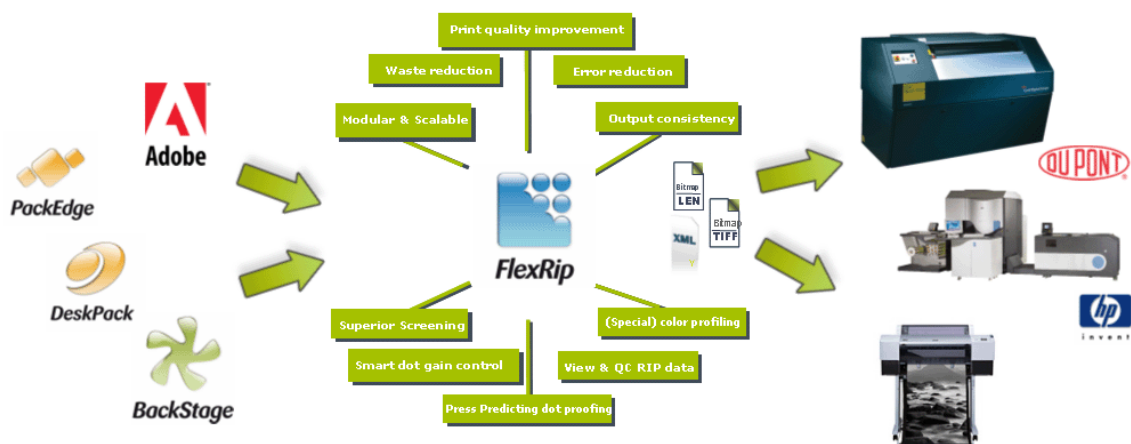 Print quality improvement
Waste reduction
Error reduction
Modular & Scalable
Output consistency
Adobe
PackEdge
DeskPack
BackStage
FlexRip
Bitmap
LEN
Bitmap
TIFF
XML
DU PONT®
hp
invent
Superior Screening
(Special) color profiling
Smart dot gain control
View & QC RIP data
Press Predicting dot proofing